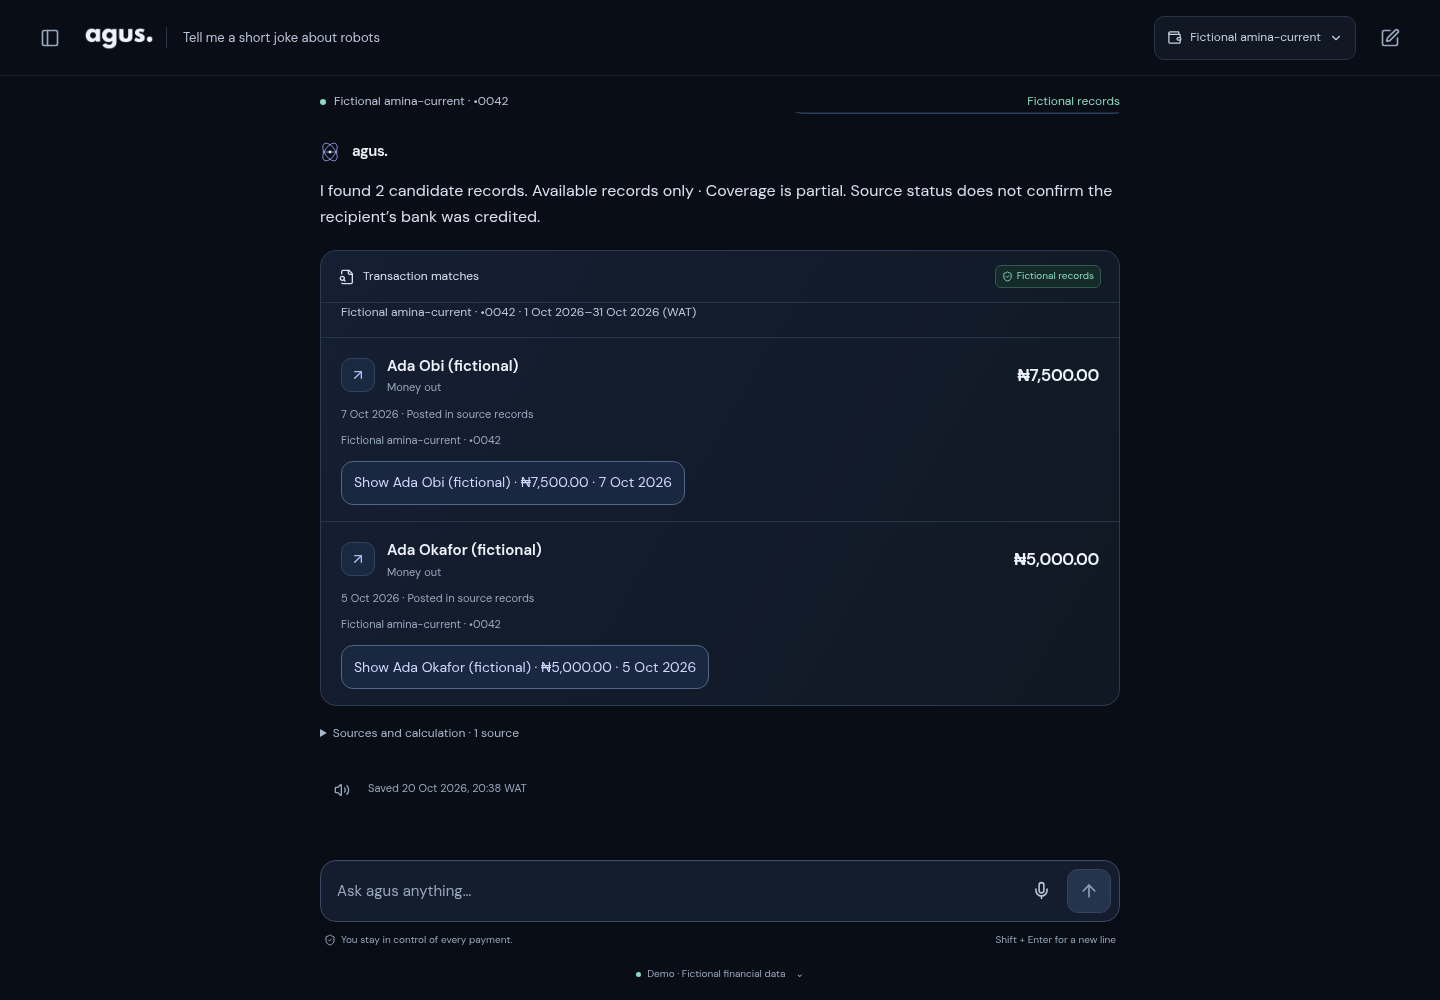 agus.
Tell me a short joke about robots
Fictional amina-current
Fictional amina-current · •0042
Fictional records
agus.
I found 2 candidate records. Available records only · Coverage is partial. Source status does not confirm the
recipient’s bank was credited.
Transaction matches
Fictional records
Fictional amina-current · •0042 · 1 Oct 2026–31 Oct 2026 (WAT)
Ada Obi (fictional)
Money out
₦7,500.00
7 Oct 2026 · Posted in source records
Fictional amina-current · •0042
Show Ada Obi (fictional) · ₦7,500.00 · 7 Oct 2026
Ada Okafor (fictional)
Money out
₦5,000.00
5 Oct 2026 · Posted in source records
Fictional amina-current · •0042
Show Ada Okafor (fictional) · ₦5,000.00 · 5 Oct 2026
Sources and calculation · 1 source
Saved 20 Oct 2026, 20:38 WAT
Ask agus anything...
You stay in control of every payment.
Shift + Enter for a new line
Demo · Fictional financial data